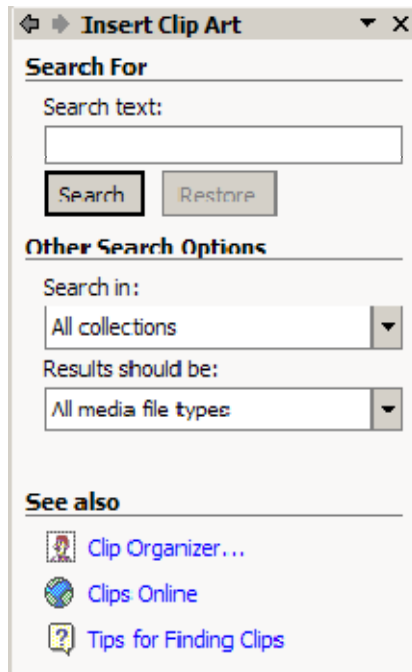 Insert Clip Art
Search For
Search text:
Search Restore
Other Search Options
Search in:
All collections
Results should be:
All media file types
See also
Clip Organizer...
Clips Online
Tips for Finding Clips